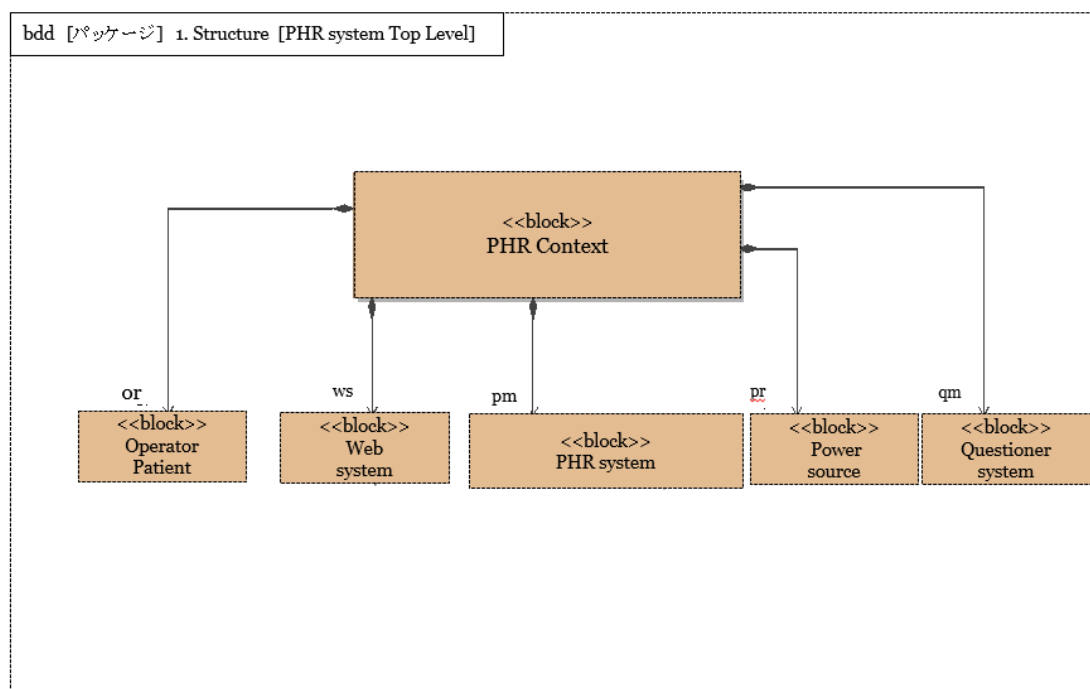 bdd [パッケージ] 1. Structure [PHR system Top Level]
<<block>>
PHR Context
or
ws
pm
pr
qm
<<block>>
Operator
Patient
<<block>>
Web
system
<<block>>
PHR system
<<block>>
Power
source
<<block>>
Questioner
system